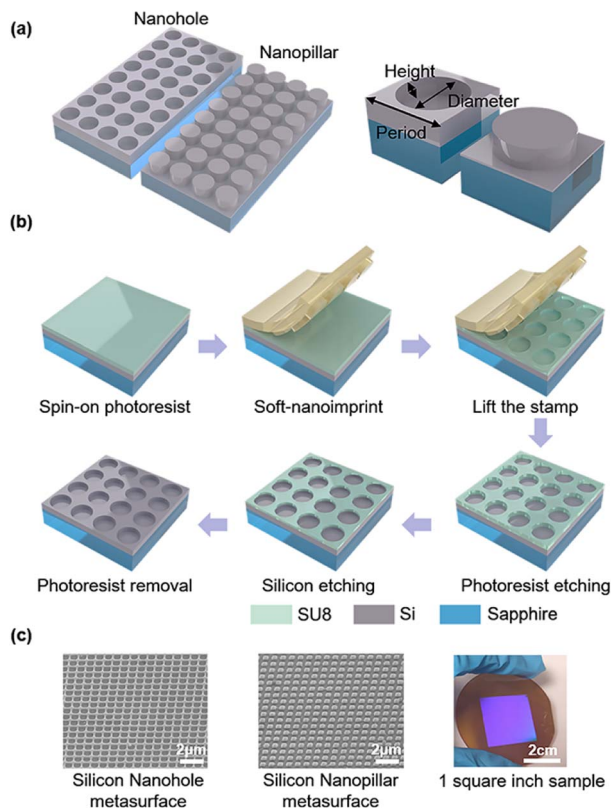 (a)
Nanohole
Nanopillar
Height
Diameter
Period
(b)
Spin-on photoresist
Soft-nanoimprint
Lift the stamp
Photoresist removal
Silicon etching
Photoresist etching
SU8
Si
Sapphire
(c)
2μm
2μm
2cm
Silicon Nanohole
metasurface
Silicon Nanopillar
metasurface
1 square inch sample